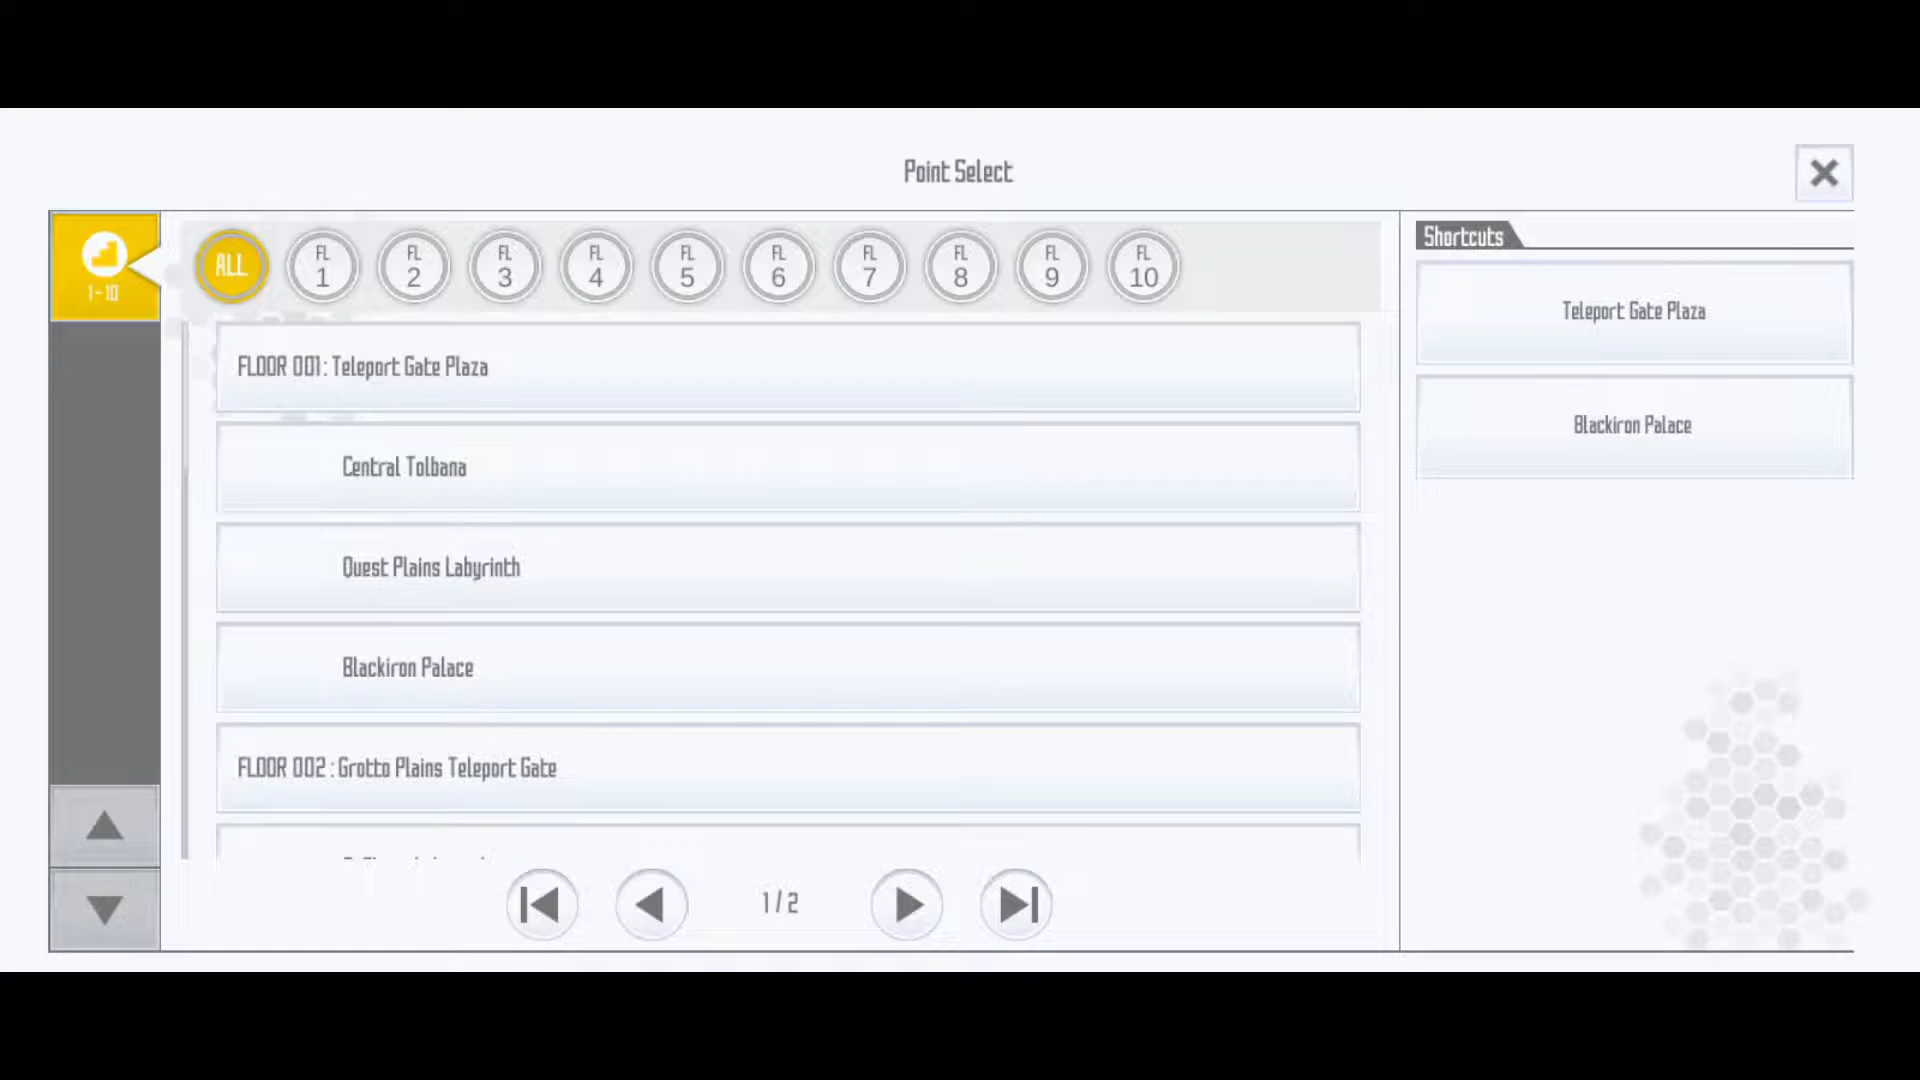 Point Select
1-10
ALL
FL 1
FL 2
FL 3
FL 4
FL 5
FL 6
FL 7
FL 8
FL 9
FL 10
FLOOR 001 : Teleport Gate Plaza
Central Tolbana
Quest Plains Labyrinth
Blackiron Palace
FLOOR 002 : Grotto Plains Teleport Gate
1 / 2
Shortcuts
Teleport Gate Plaza
Blackiron Palace